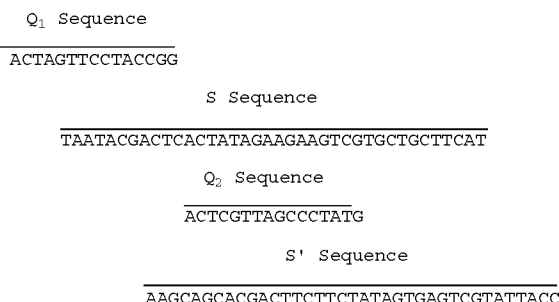 Q₁ Sequence
ACTAGTTCCTACCGG
S Sequence
TAATACGACTCACTATAGAAGAAGTCGTGCTGCTTCAT
Q₂ Sequence
ACTCGTTAGCCCTATG
S' Sequence
AAGCAGCACGACTTCTTCTATAGTGAGTCGTATTACC